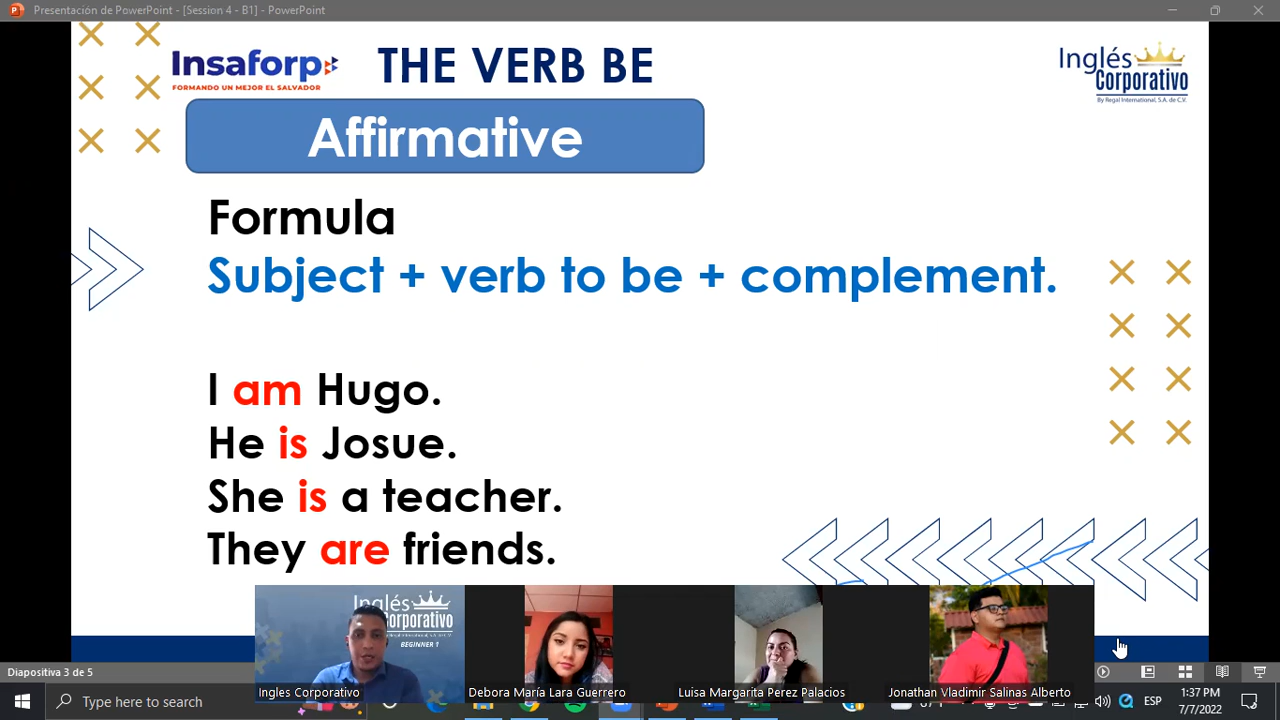 Presentación de PowerPoint - [Session 4 - B1] - PowerPoint
Insaforp
FORMANDO UN MEJOR EL SALVADOR
THE VERB BE
Inglés
Corporativo
By Regal International, S.A. de C.V.
Affirmative
Formula
Subject + verb to be + complement.
I am Hugo.
He is Josue.
She is a teacher.
They are friends.
Inglés
Corporativo
BEGINNER 1
Ingles Corporativo
Debora María Lara Guerrero
Luisa Margarita Perez Palacios
Jonathan Vladimir Salinas Alberto
Diapositiva 3 de 5
Type here to search
ESP
1:37 PM
7/7/2022